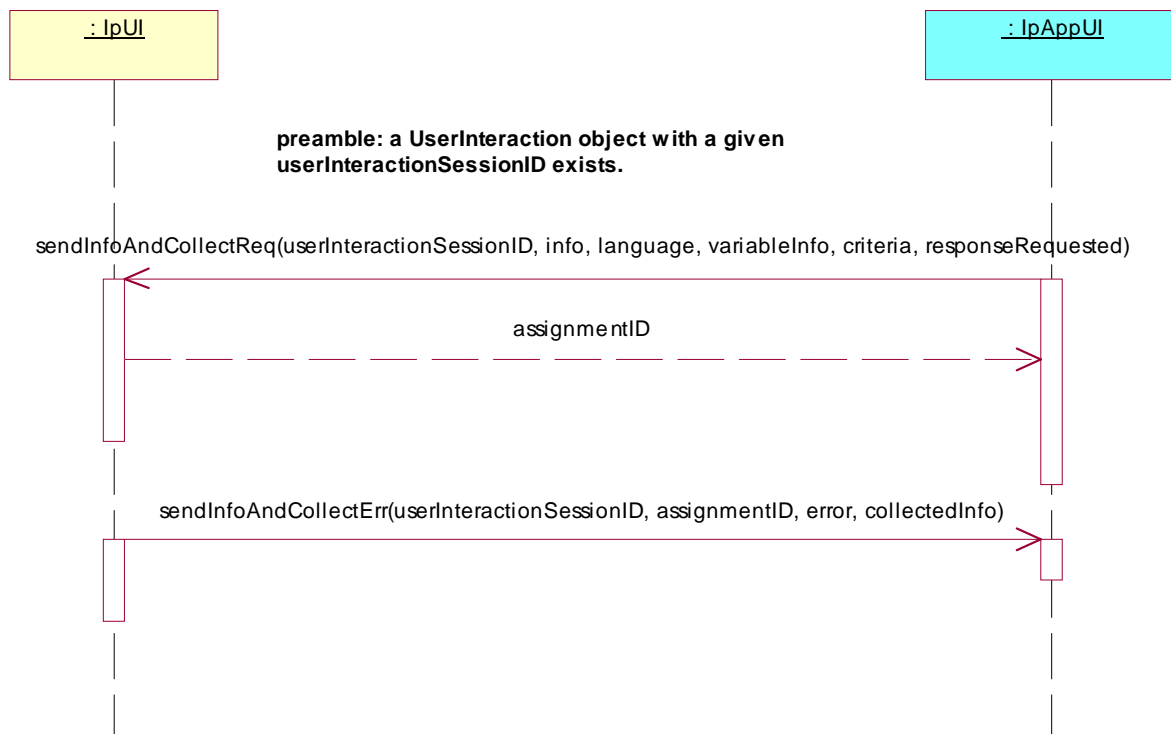 : IpUI
: IpAppUI
preamble: a UserInteraction object with a given
userInteractionSessionID exists.
sendInfoAndCollectReq(userInteractionSessionID, info, language, variableInfo, criteria, responseRequested)
assignmentID
sendInfoAndCollectErr(userInteractionSessionID, assignmentID, error, collectedInfo)